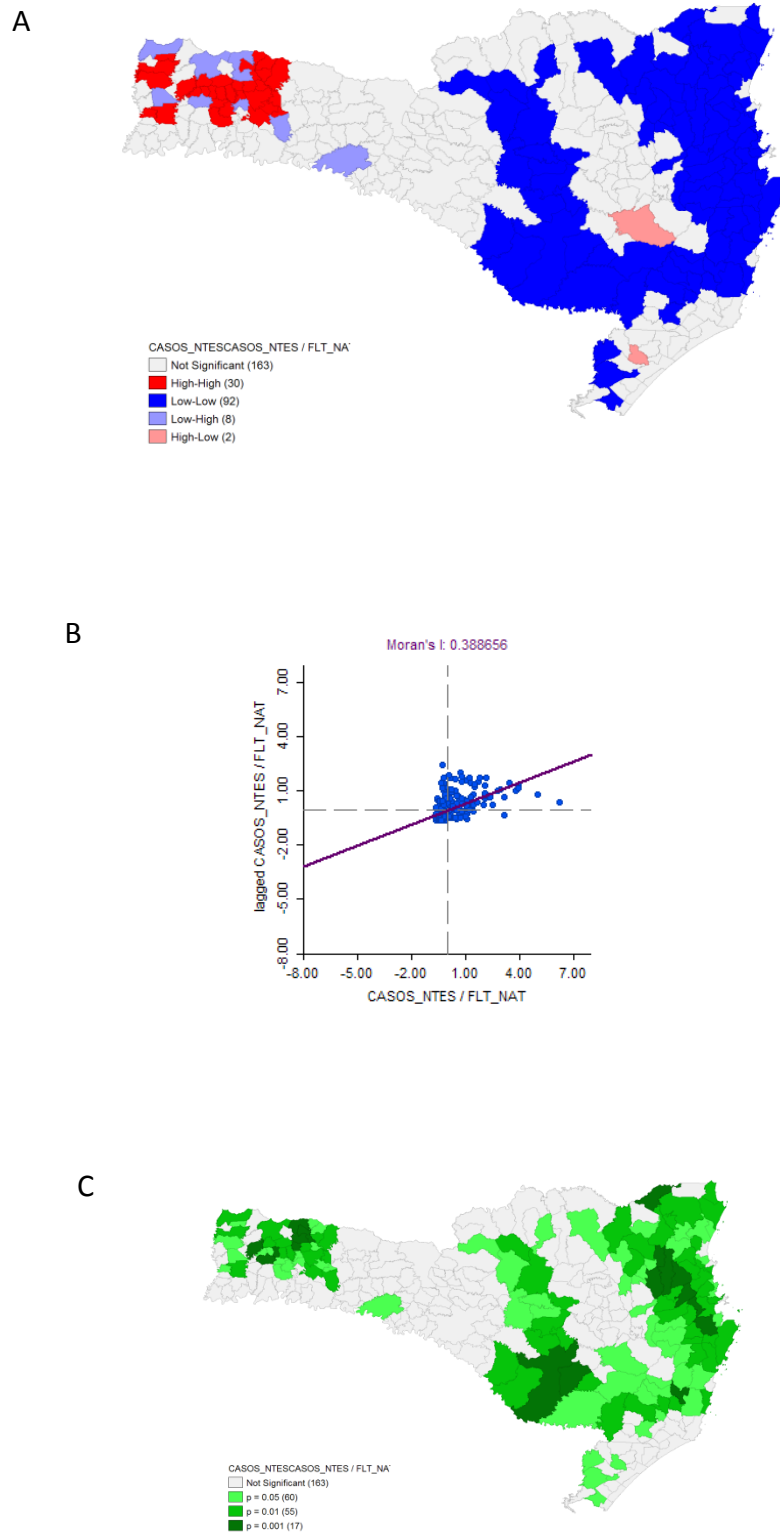 A
CASOS_NTESCASOS_NTES / FLT_NA
Not Significant (163)
High-High (30)
Low-Low (92)
Low-High (8)
High-Low (2)
B
Moran's I: 0.388656
lagged CASOS_NTES / FLT_NAT
7.00
4.00
1.00
-2.00
-5.00
-8.00
-8.00 -5.00 -2.00 1.00 4.00 7.00
CASOS_NTES / FLT_NAT
C
CASOS_NTESCASOS_NTES / FLT_NA
Not Significant (163)
p = 0.05 (60)
p = 0.01 (55)
p = 0.001 (17)